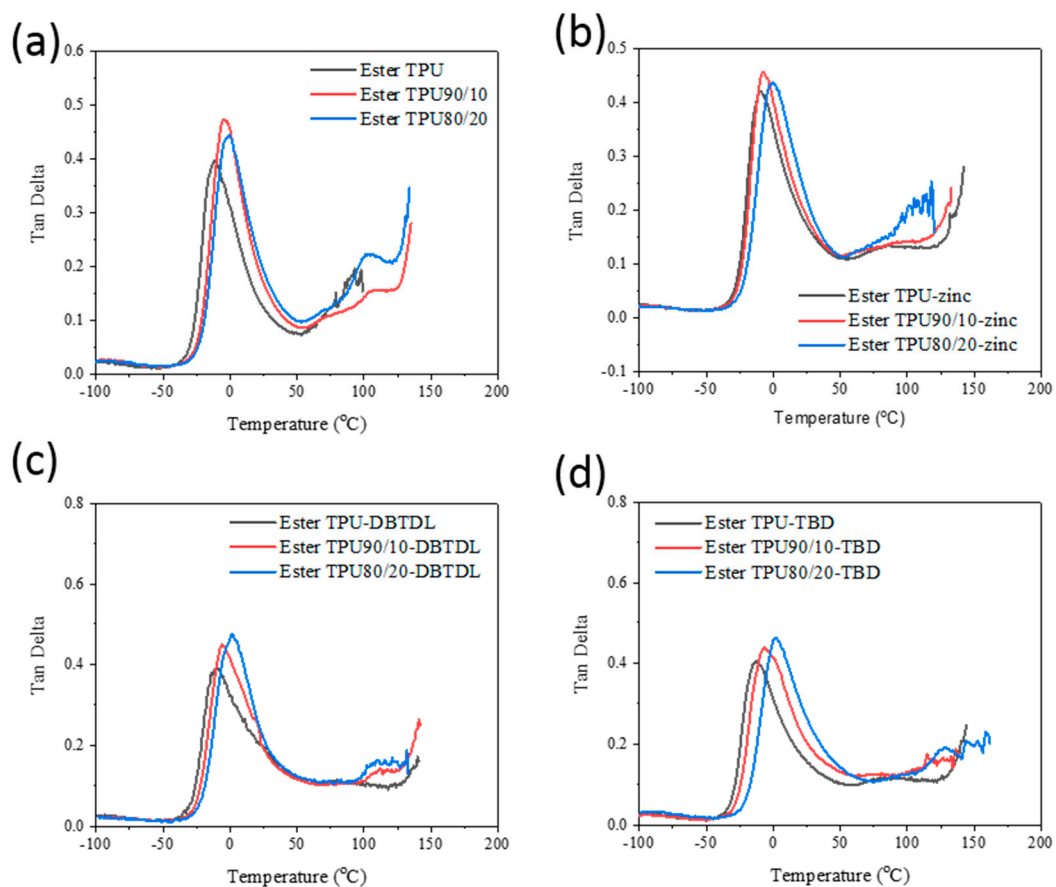 (a)
0.6
0.5
0.4
0.3
0.2
0.1
0.0
Tan Delta
Ester TPU
Ester TPU90/10
Ester TPU80/20
-100 -50 0 50 100 150 200
Temperature (°C)
(b)
0.5
0.4
0.3
0.2
0.1
0.0
-0.1
Tan Delta
Ester TPU-zinc
Ester TPU90/10-zinc
Ester TPU80/20-zinc
-100 -50 0 50 100 150 200
Temperature (°C)
(c)
0.8
0.6
0.4
0.2
0.0
Tan Delta
Ester TPU-DBTDL
Ester TPU90/10-DBTDL
Ester TPU80/20-DBTDL
-100 -50 0 50 100 150 200
Temperature (°C)
(d)
0.8
0.6
0.4
0.2
0.0
Tan Delta
Ester TPU-TBD
Ester TPU90/10-TBD
Ester TPU80/20-TBD
-100 -50 0 50 100 150 200
Temperature (°C)